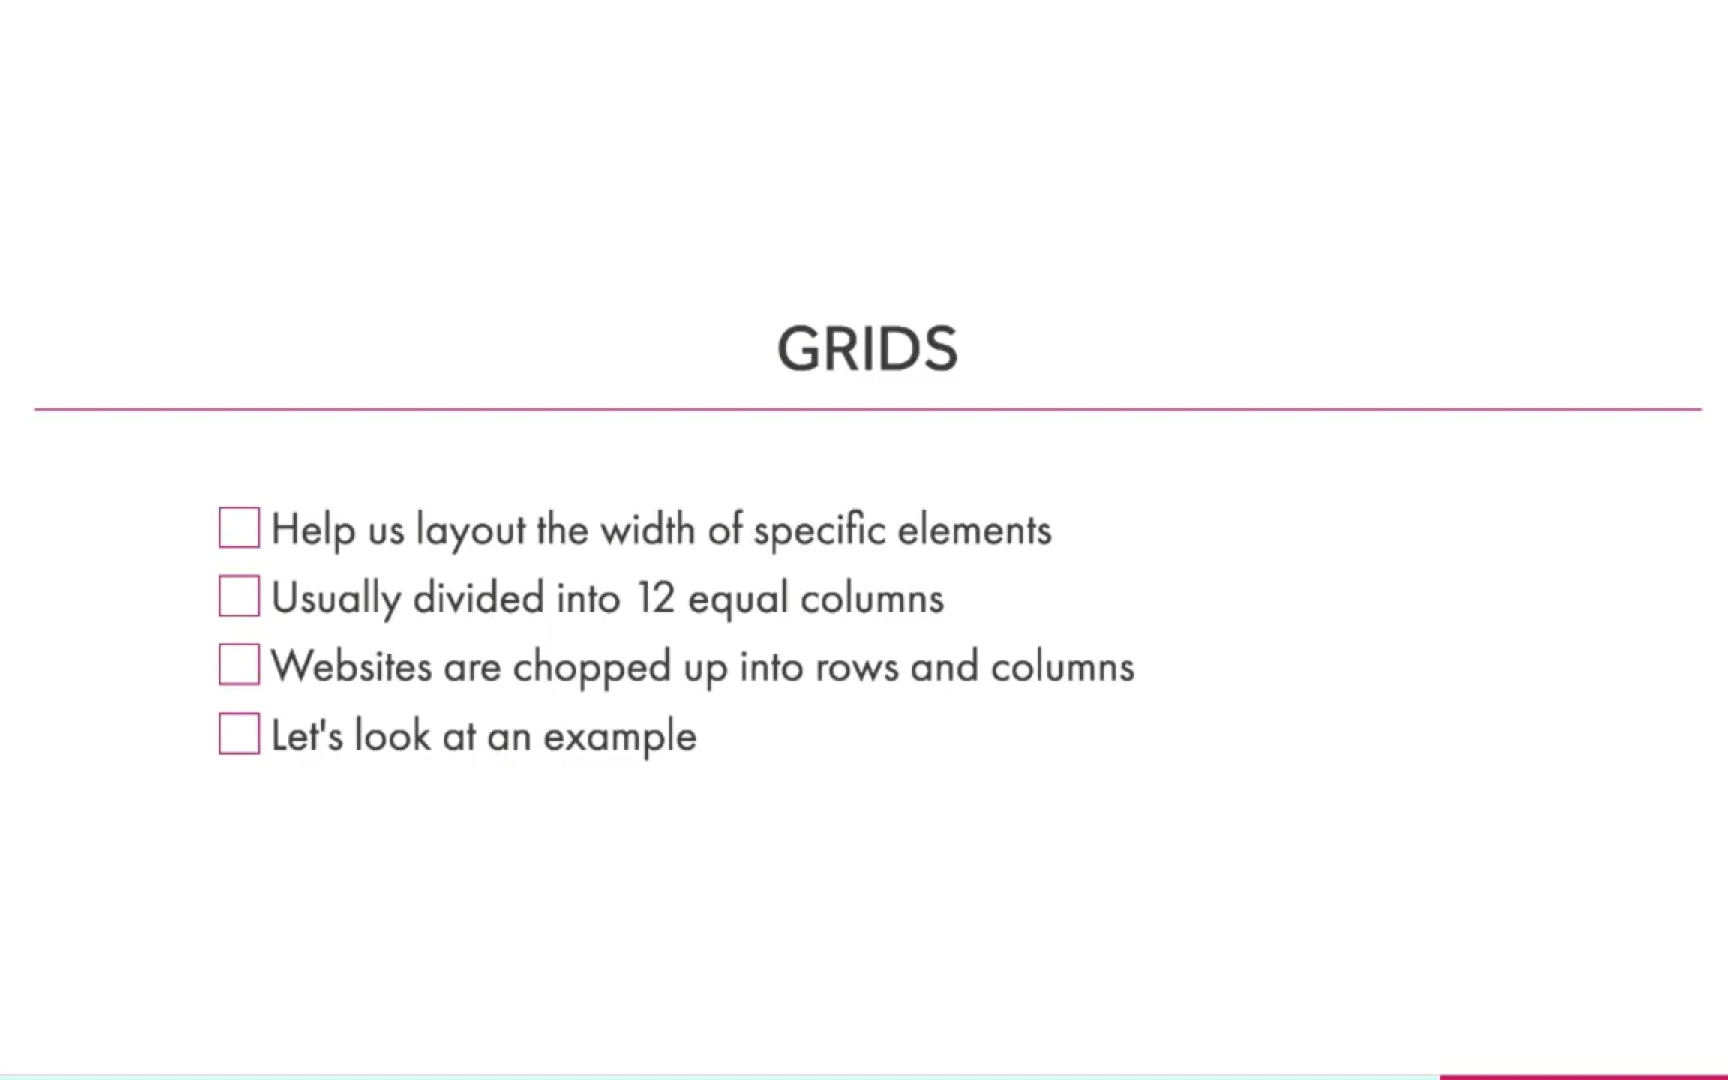 GRIDS
Help us layout the width of specific elements
Usually divided into 12 equal columns
Websites are chopped up into rows and columns
Let's look at an example